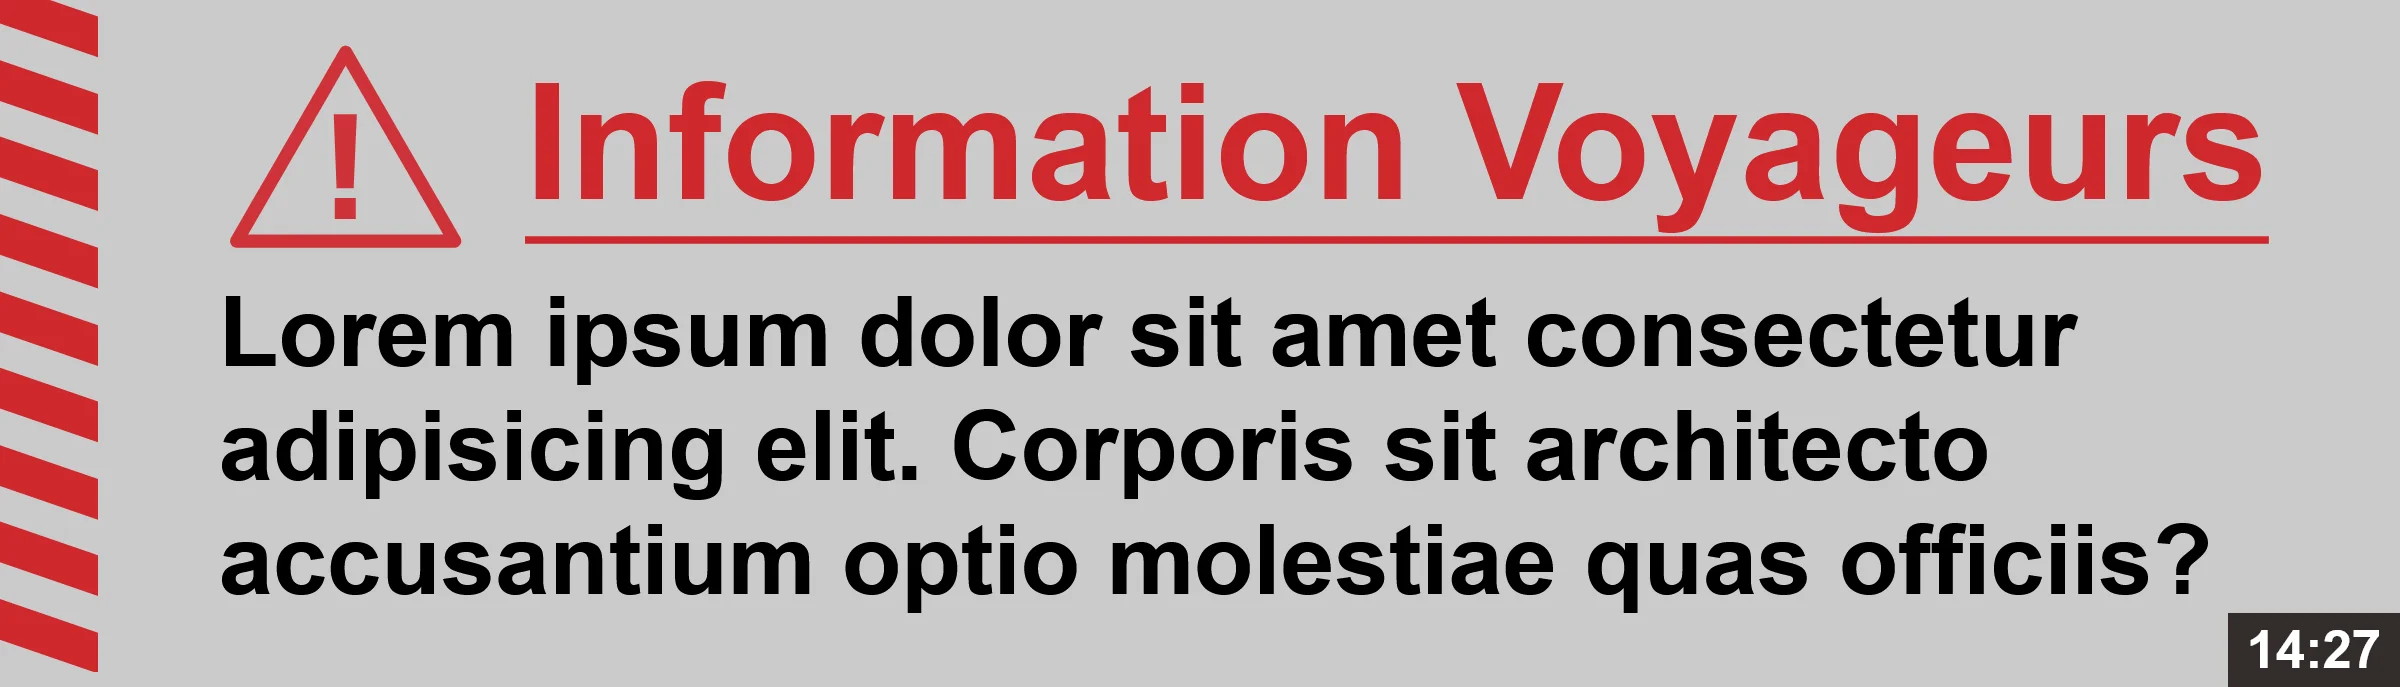 ! Information Voyageurs
Lorem ipsum dolor sit amet consectetur
adipisicing elit. Corporis sit architecto
accusantium optio molestiae quas officiis?
14:27